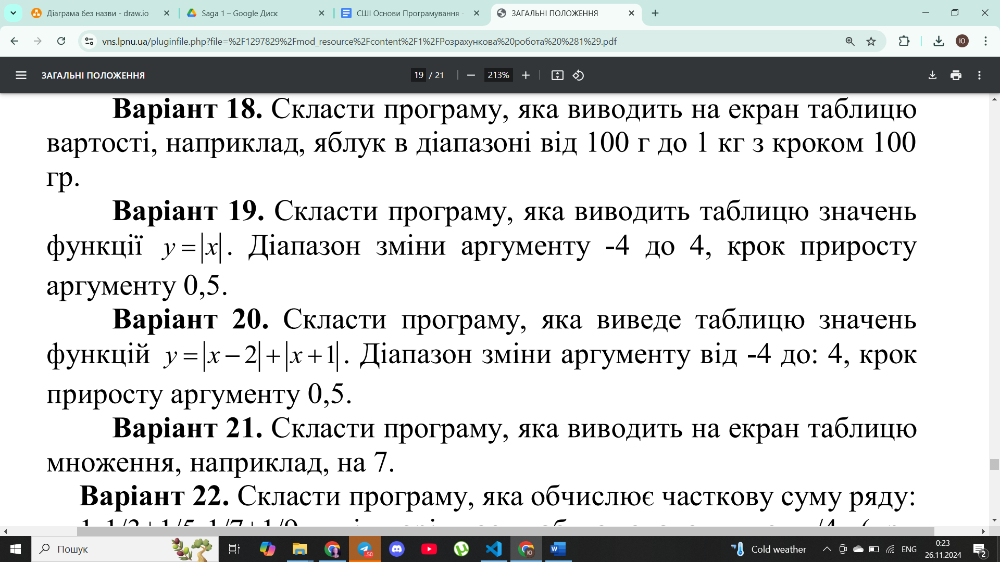 Діаграма без назви - draw.io
Saga 1 – Google Диск
СШІ Основи Програмування -
ЗАГАЛЬНІ ПОЛОЖЕННЯ
vns.lpnu.ua/pluginfile.php?file=%2F1297829%2Fmod_resource%2Fcontent%2F1%2FРозрахункова%20робота%20%281%29.pdf
Ю
ЗАГАЛЬНІ ПОЛОЖЕННЯ
19 / 21
213%
Варіант 18. Скласти програму, яка виводить на екран таблицю
вартості, наприклад, яблук в діапазоні від 100 г до 1 кг з кроком 100
гр.
Варіант 19. Скласти програму, яка виводить таблицю значень
функції y = |x|. Діапазон зміни аргументу -4 до 4, крок приросту
аргументу 0,5.
Варіант 20. Скласти програму, яка виведе таблицю значень
функцій y = |x − 2| + |x + 1|. Діапазон зміни аргументу від -4 до: 4, крок
приросту аргументу 0,5.
Варіант 21. Скласти програму, яка виводить на екран таблицю
множення, наприклад, на 7.
Варіант 22. Скласти програму, яка обчислює часткову суму ряду:
Пошук
..50
Ю
Cold weather
ENG
0:23
26.11.2024
2